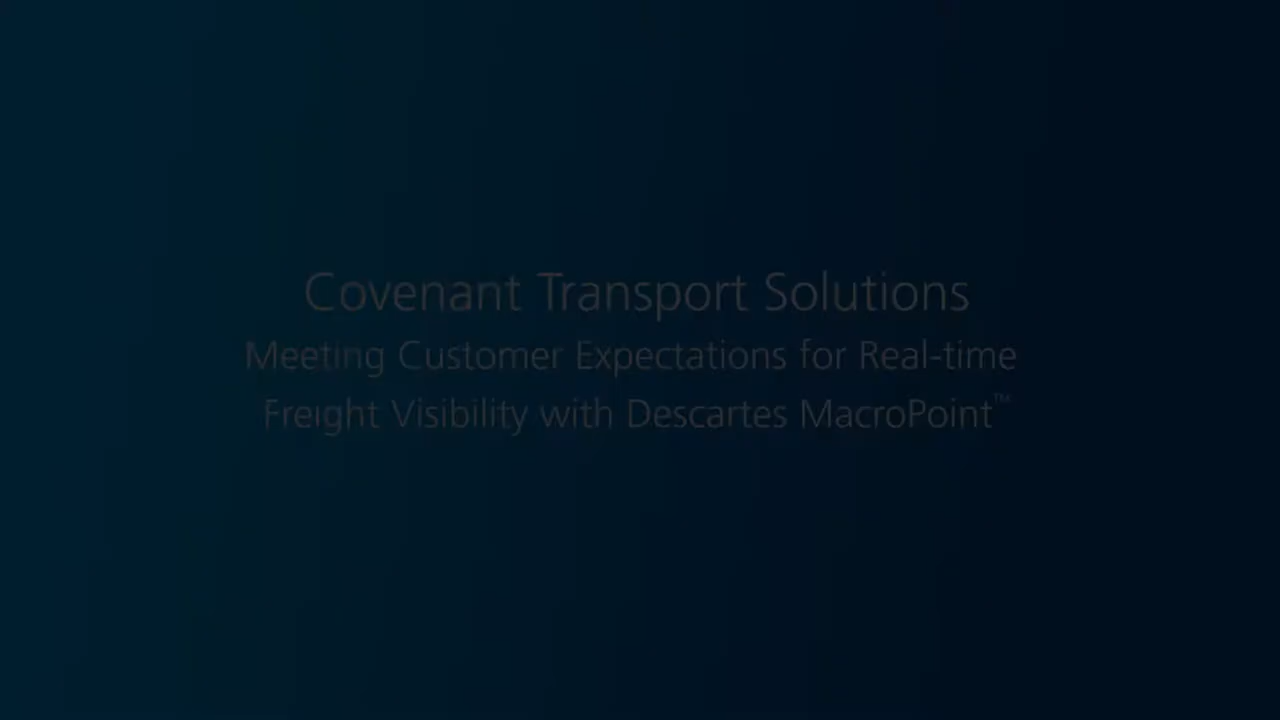 Covenant Transport Solutions
Meeting Customer Expectations for Real-time
Freight Visibility with Descartes MacroPoint™